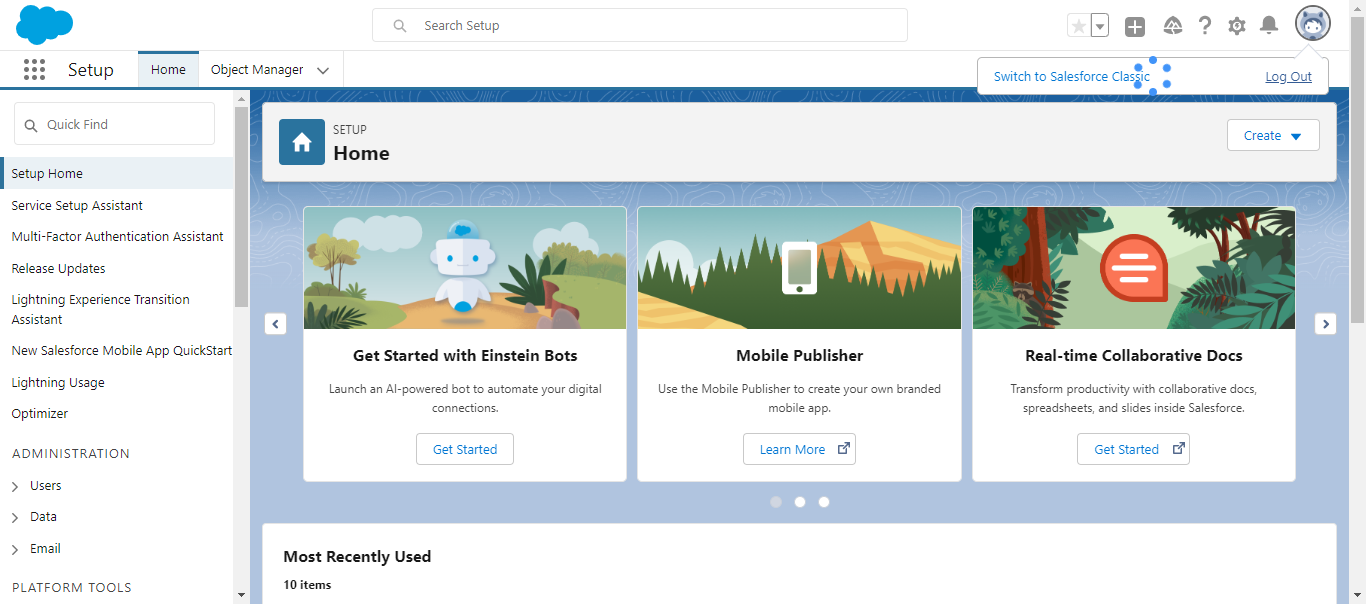 Search Setup
Setup
Home
Object Manager
Switch to Salesforce Classic
Log Out
Quick Find
Setup Home
Service Setup Assistant
Multi-Factor Authentication Assistant
Release Updates
Lightning Experience Transition
Assistant
New Salesforce Mobile App QuickStart
Lightning Usage
Optimizer
ADMINISTRATION
Users
Data
Email
PLATFORM TOOLS
SETUP
Home
Create
Get Started with Einstein Bots
Launch an AI-powered bot to automate your digital
connections.
Get Started
Mobile Publisher
Use the Mobile Publisher to create your own branded
mobile app.
Learn More
Real-time Collaborative Docs
Transform productivity with collaborative docs,
spreadsheets, and slides inside Salesforce.
Get Started
Most Recently Used
10 items